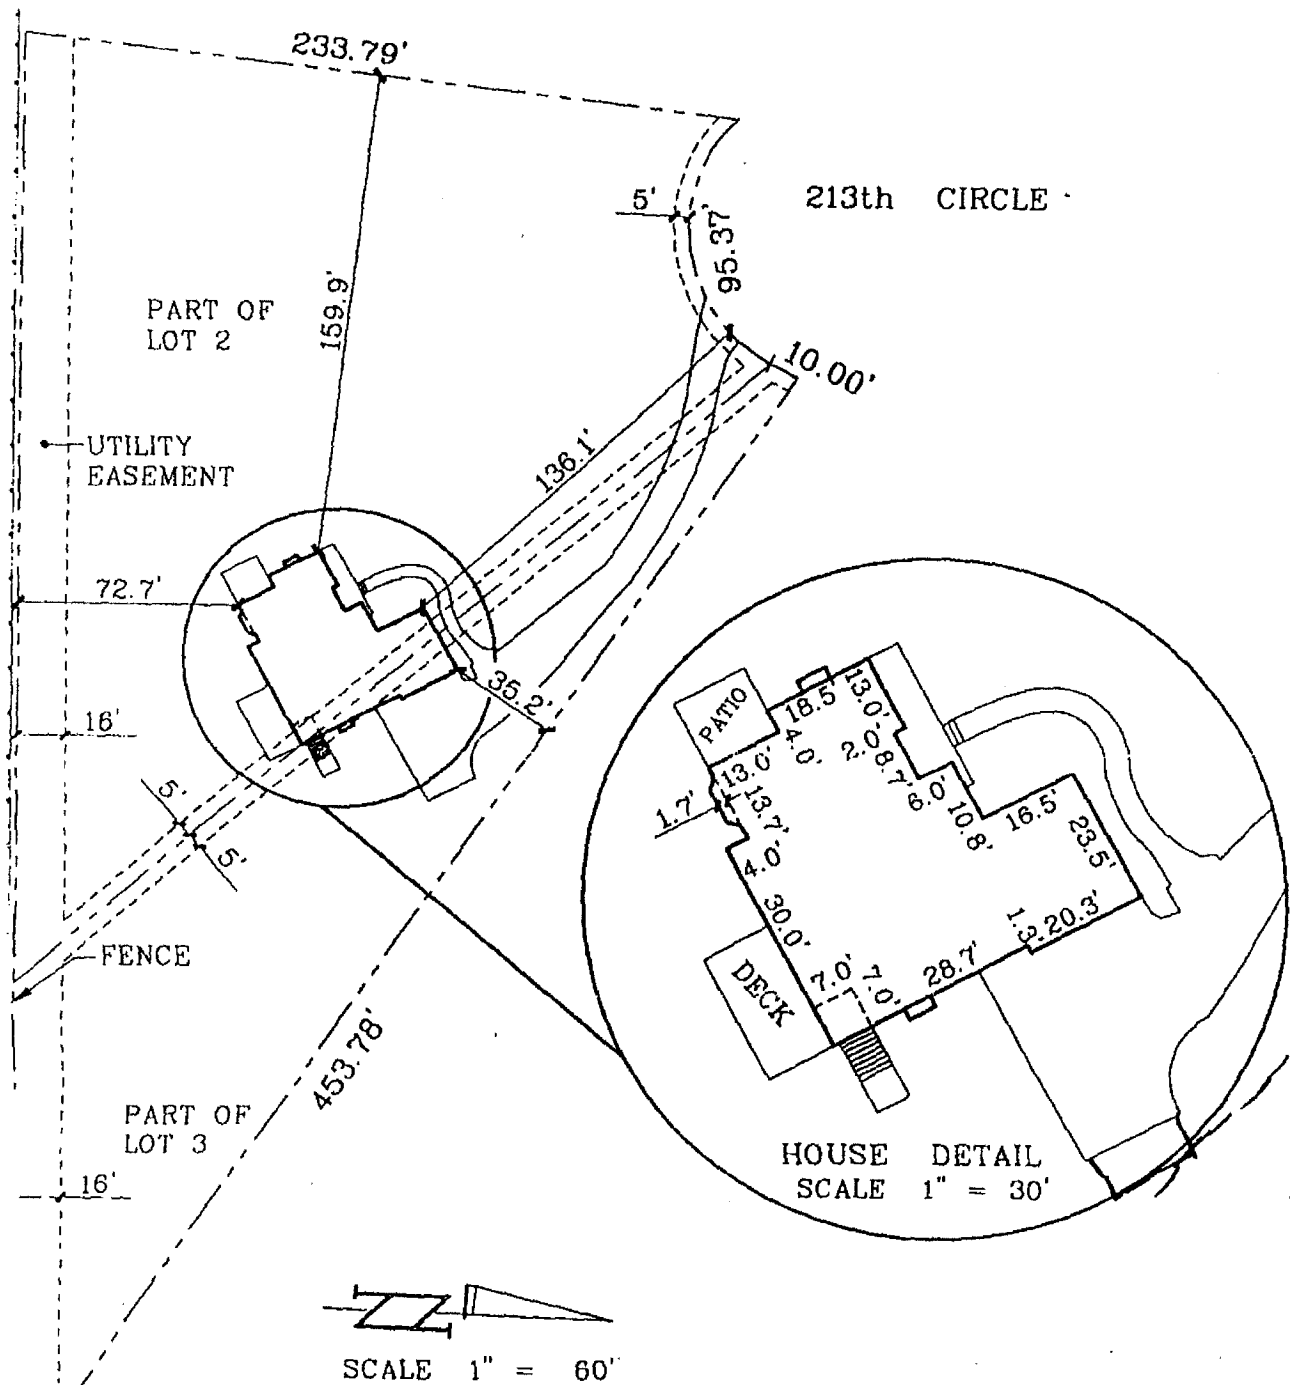 233.79'
5'
213th CIRCLE
95.37'
159.9'
PART OF
LOT 2
10.00'
UTILITY
EASEMENT
136.1'
72.7'
35.2'
16'
5'
5'
FENCE
453.78'
PART OF
LOT 3
16'
PATIO
18.5'
13.0'
4.0'
2.0'
8.7'
6.0'
10.8'
16.5'
23.5'
13.0'
1.7'
13.7'
4.0'
30.0'
DECK
7.0'
7.0'
28.7'
1.3'
20.3'
HOUSE DETAIL
SCALE 1" = 30'
N
SCALE 1" = 60'